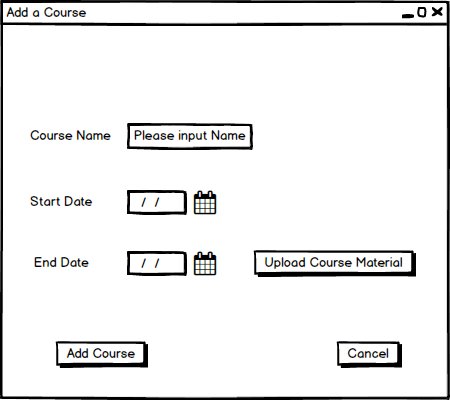 Add a Course
Course Name
Please input Name
Start Date
/ /
End Date
/ /
Upload Course Material
Add Course
Cancel